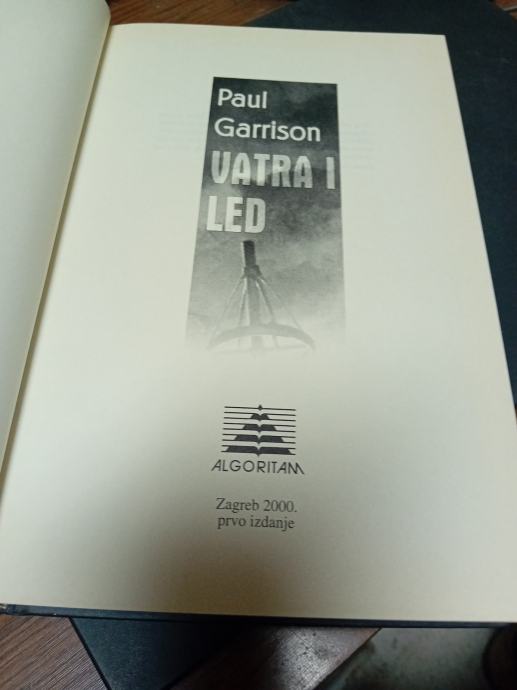 Paul
Garrison
VATRA I
LED
ALGORITAM
Zagreb 2000.
prvo izdanje